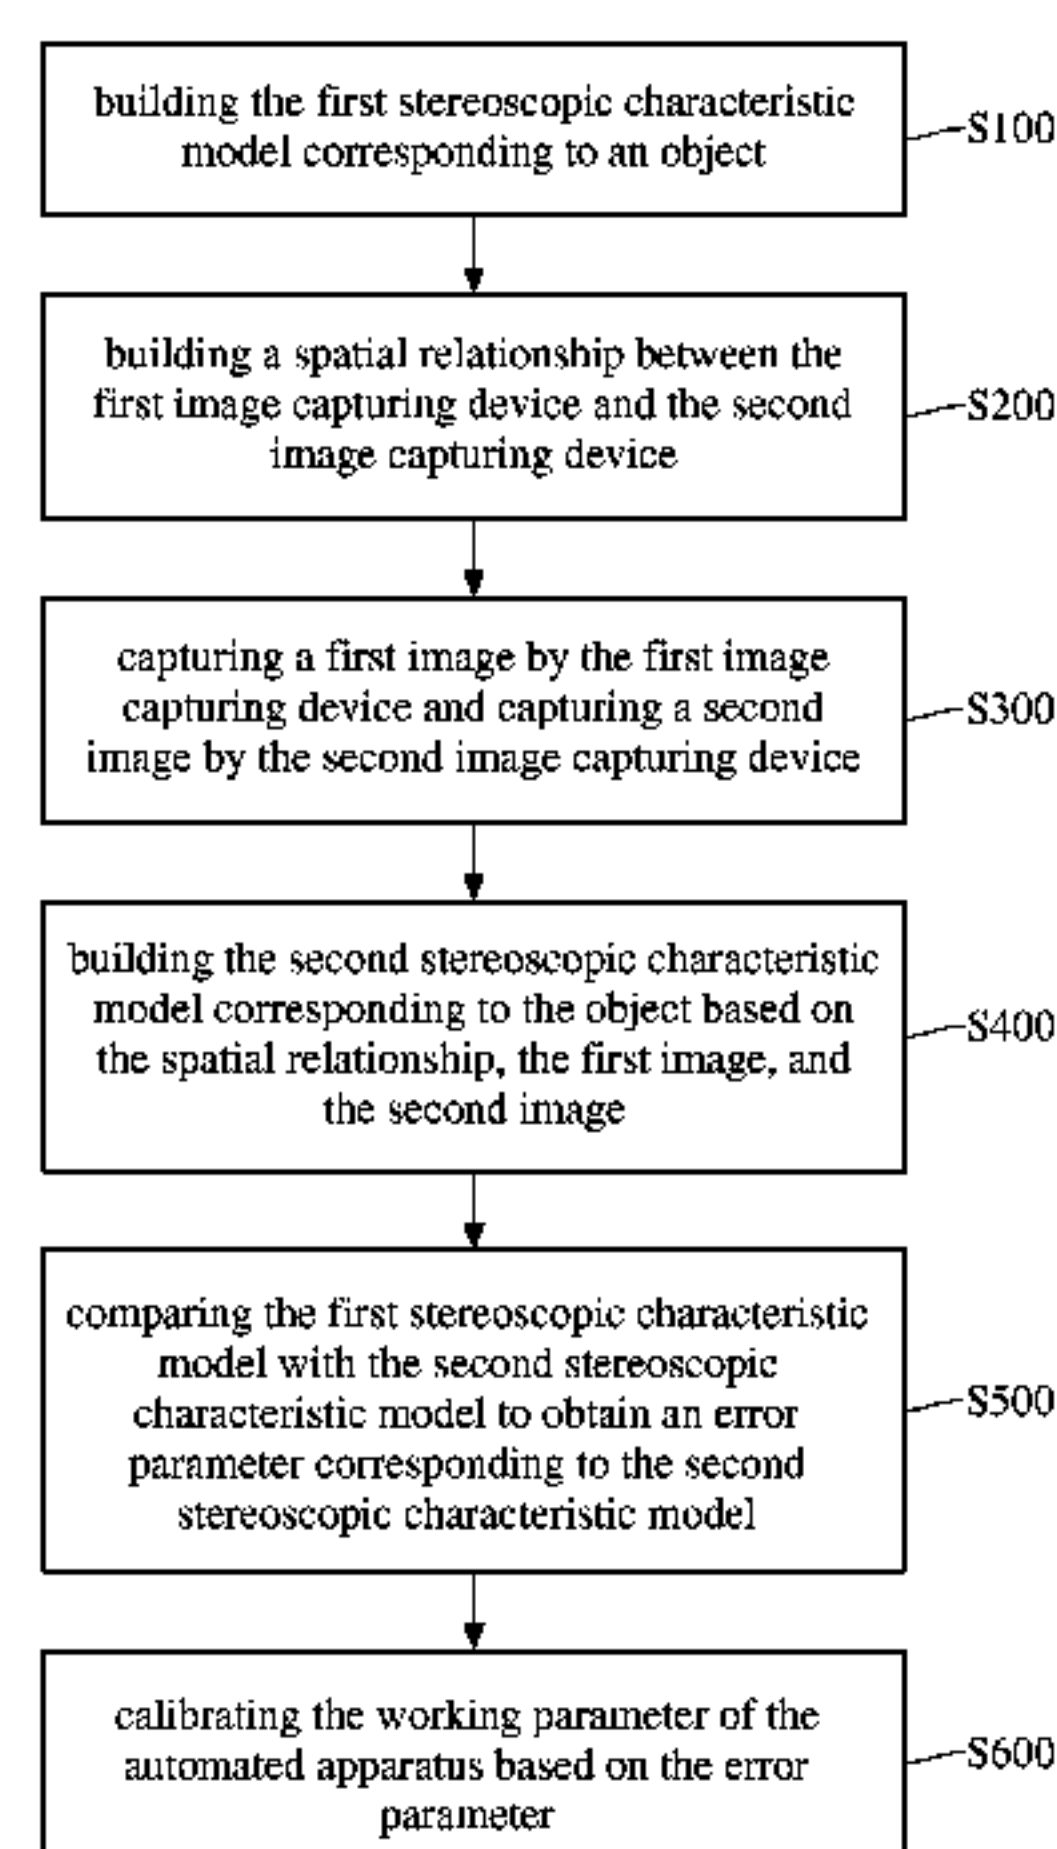 building the first stereoscopic characteristic
model corresponding to an object
S100
building a spatial relationship between the
first image capturing device and the second
image capturing device
S200
capturing a first image by the first image
capturing device and capturing a second
image by the second image capturing device
S300
building the second stereoscopic characteristic
model corresponding to the object based on
the spatial relationship, the first image, and
the second image
S400
comparing the first stereoscopic characteristic
model with the second stereoscopic
characteristic model to obtain an error
parameter corresponding to the second
stereoscopic characteristic model
S500
calibrating the working parameter of the
automated apparatus based on the error
parameter
S600